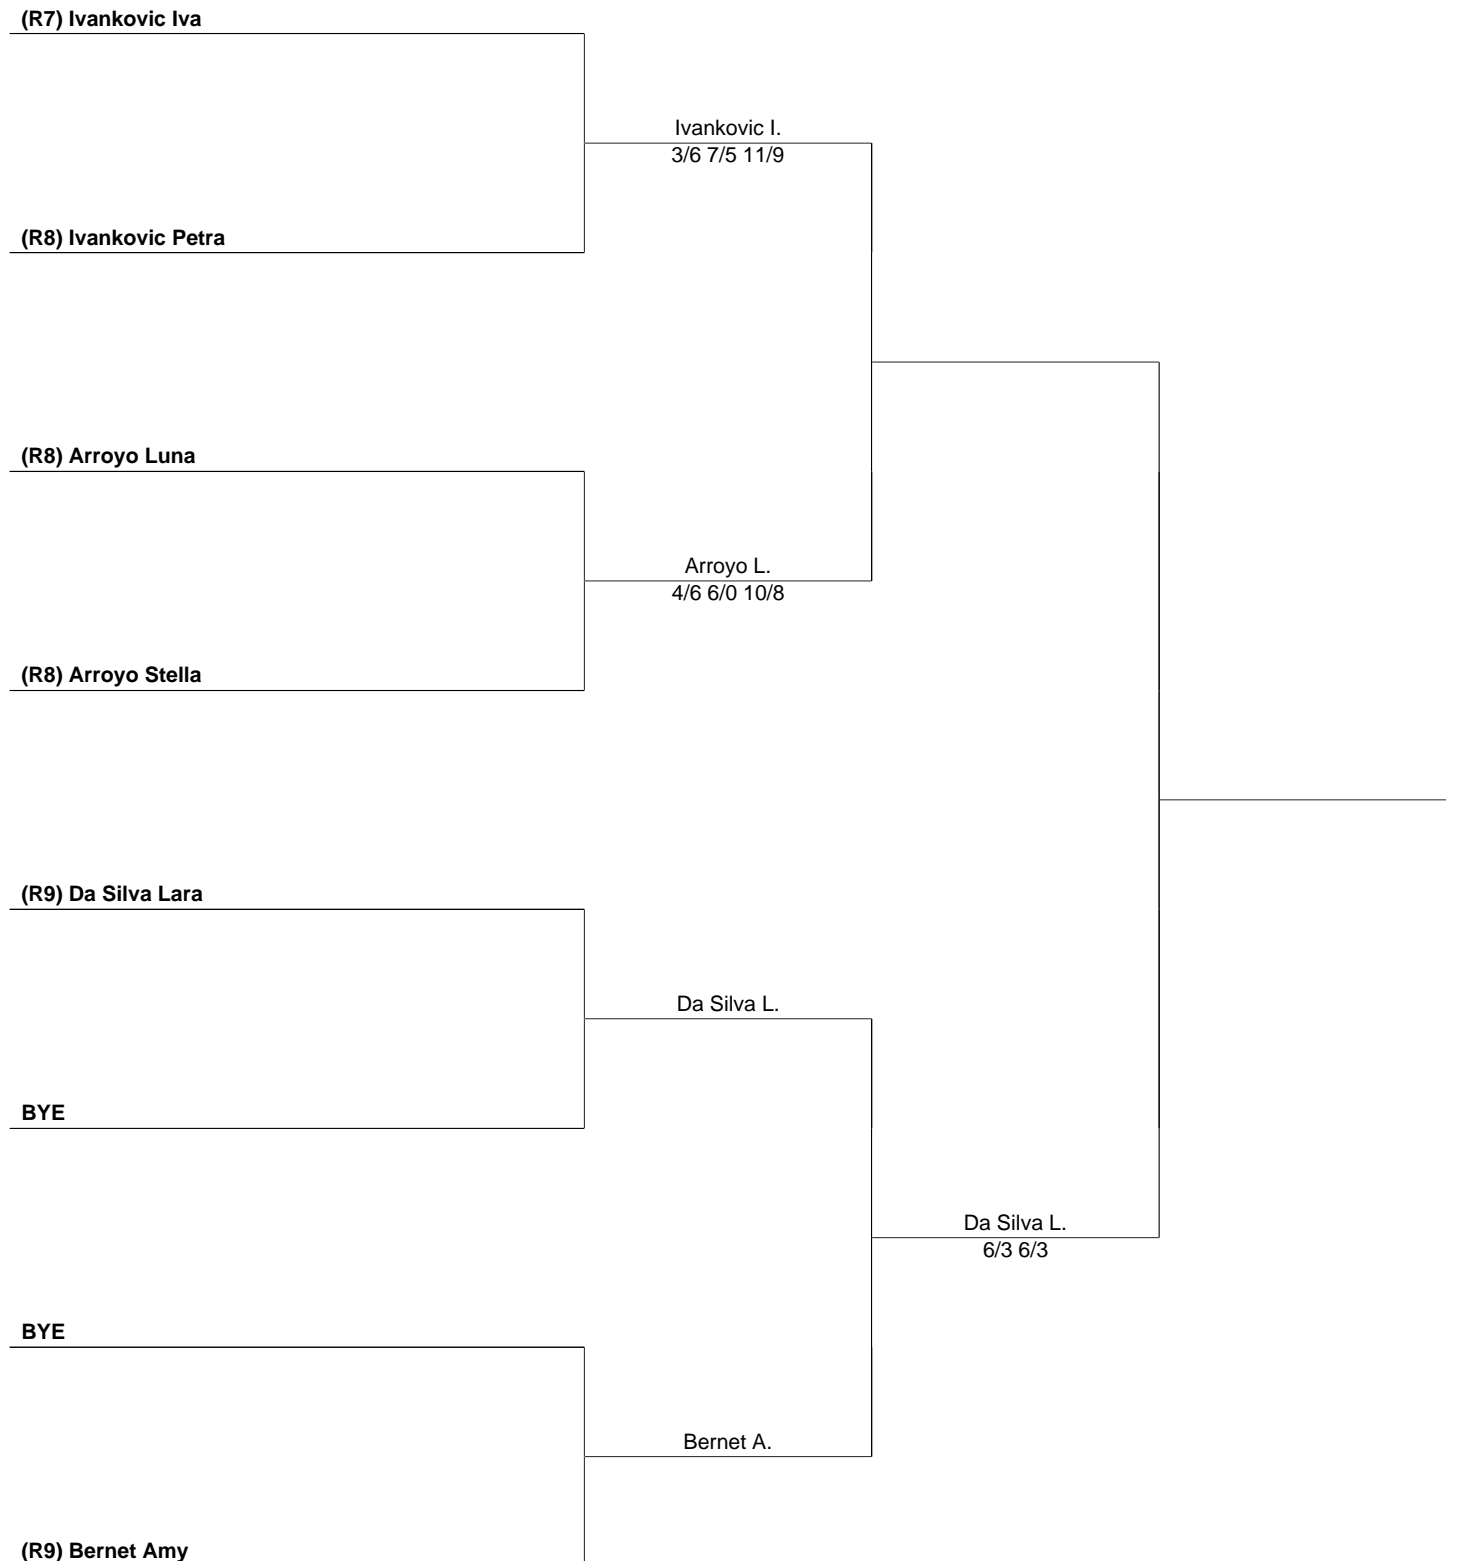 (R7) Ivankovic Iva
Ivankovic I.
3/6 7/5 11/9
(R8) Ivankovic Petra
(R8) Arroyo Luna
Arroyo L.
4/6 6/0 10/8
(R8) Arroyo Stella
(R9) Da Silva Lara
Da Silva L.
BYE
Da Silva L.
6/3 6/3
BYE
Bernet A.
(R9) Bernet Amy